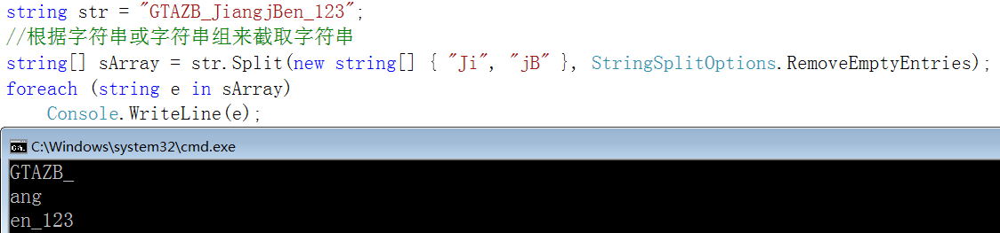 string str = "GTAZB_JiangjBen_123";
//根据字符串或字符串组来截取字符串
string[] sArray = str.Split(new string[] { "Ji", "jB" }, StringSplitOptions.RemoveEmptyEntries);
foreach (string e in sArray)
    Console.WriteLine(e);
C:\Windows\system32\cmd.exe
GTAZB_
ang
en_123